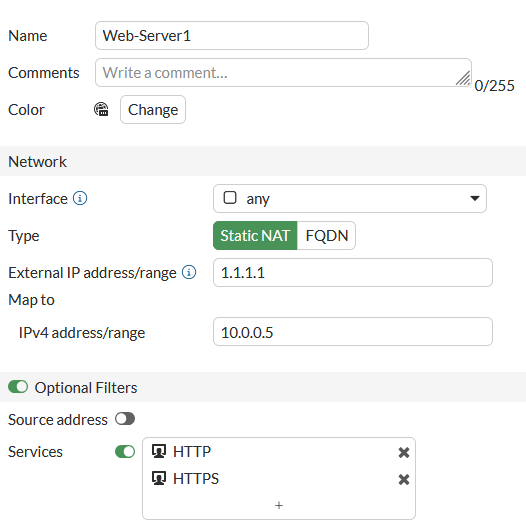 Name Web-Server1
Comments Write a comment... 0/255
Color Change
Network
Interface any
Type Static NAT FQDN
External IP address/range 1.1.1.1
Map to
IPv4 address/range 10.0.0.5
Optional Filters
Source address
Services HTTP
HTTPS
+